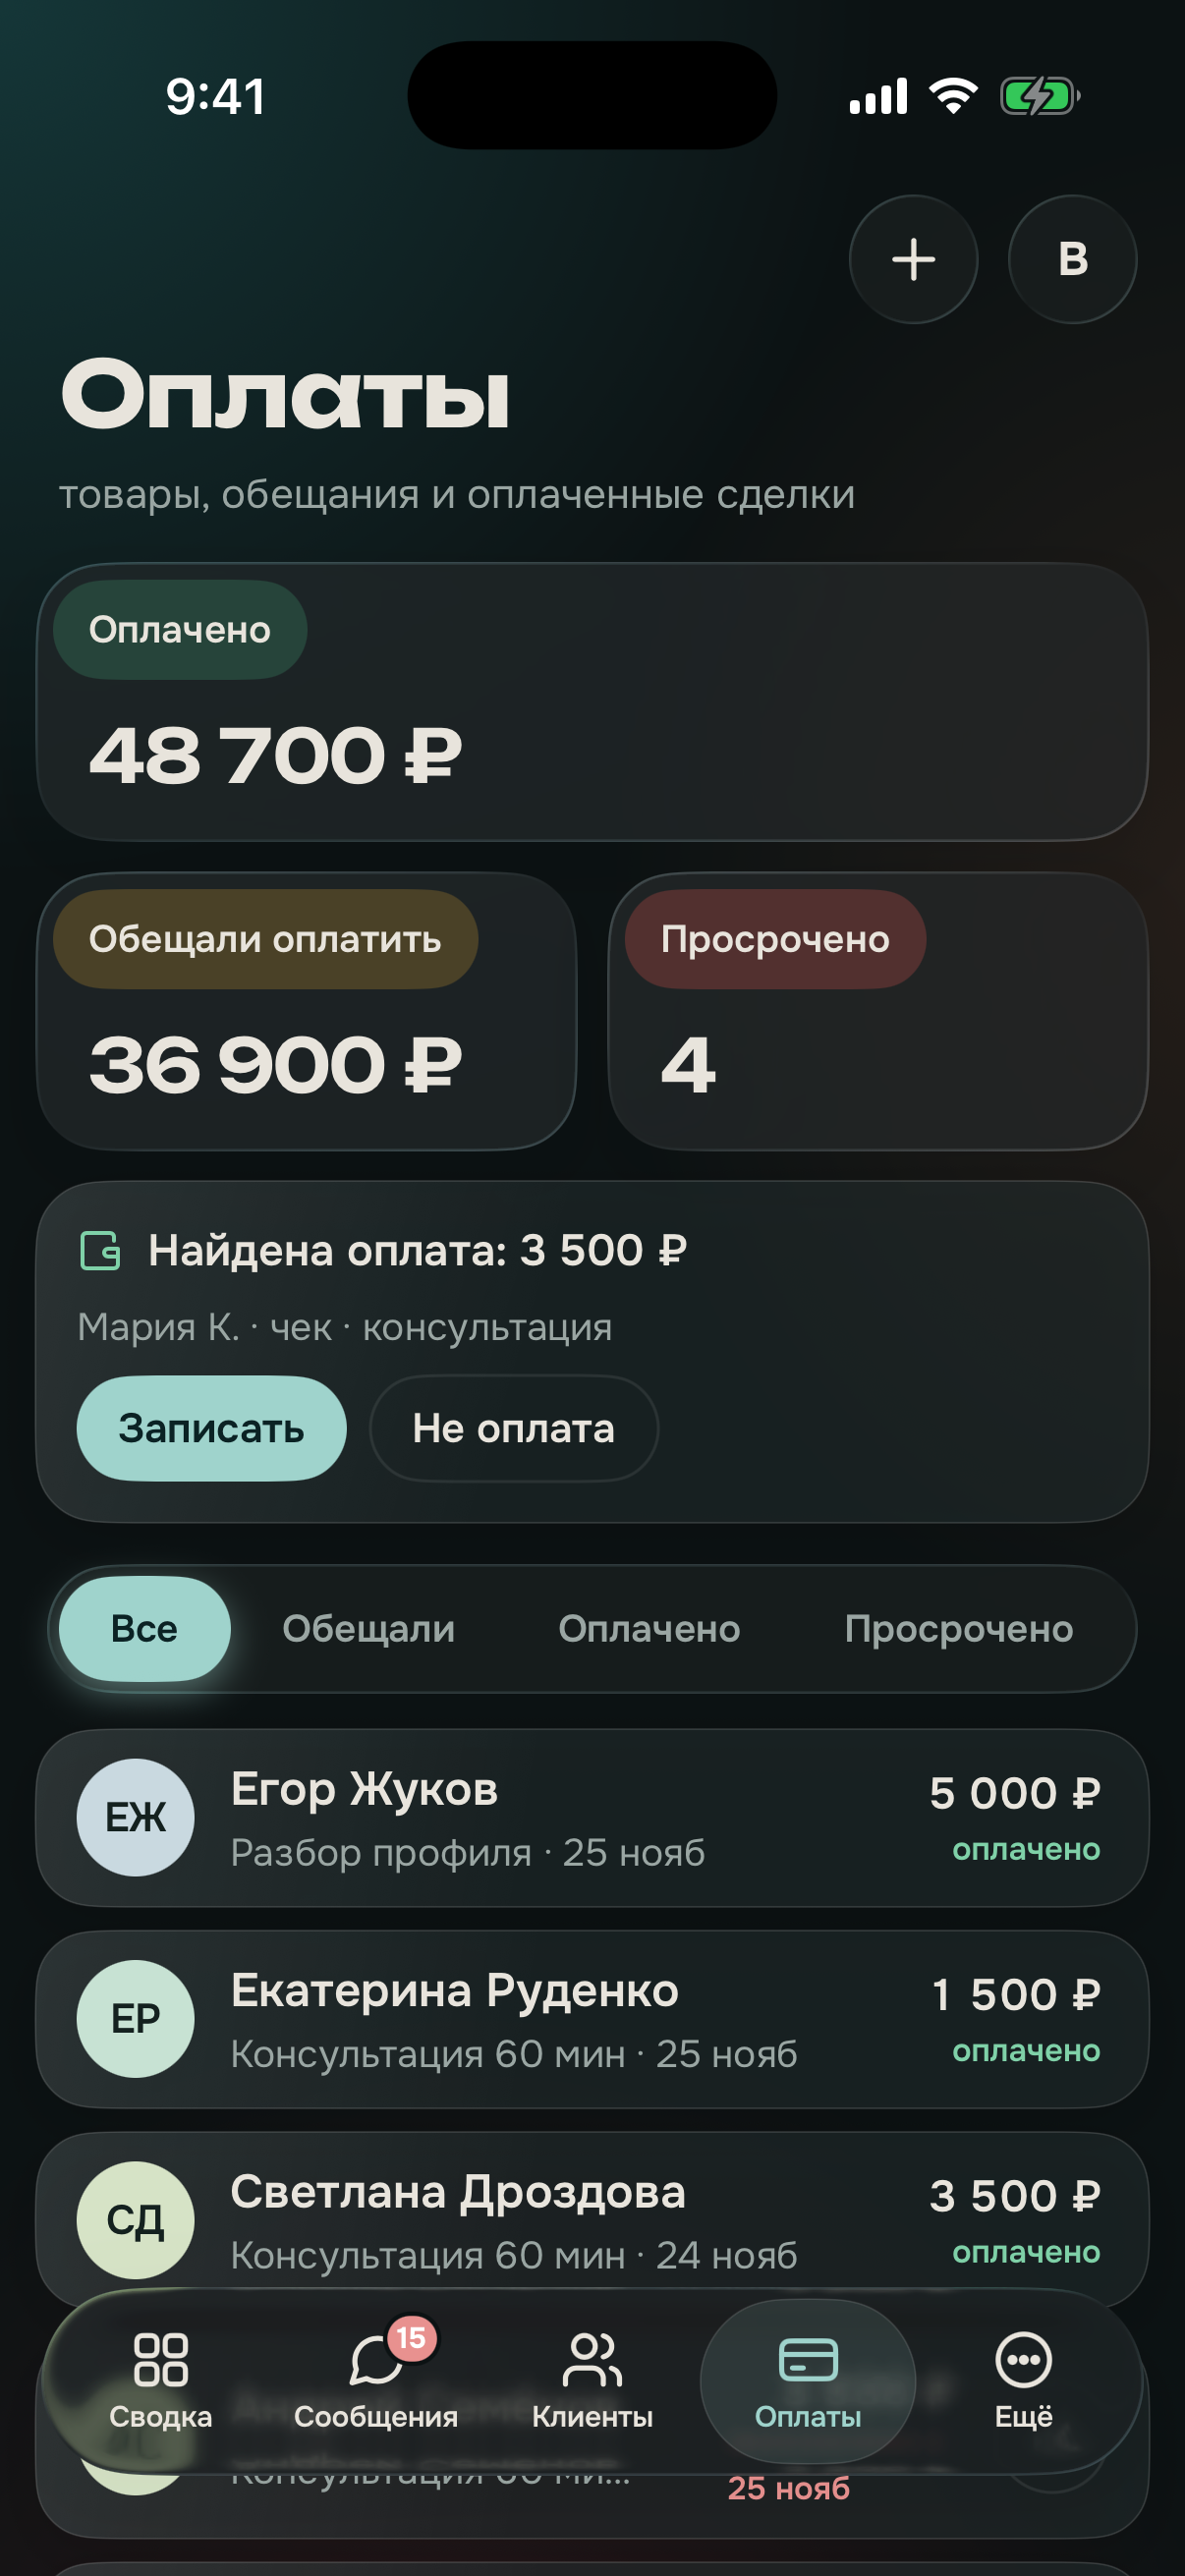 9:41
B
Оплаты
товары, обещания и оплаченные сделки
Оплачено
48 700 ₽
Обещали оплатить
36 900 ₽
Просрочено
4
Найдена оплата: 3 500 ₽
Мария К. · чек · консультация
Записать
Не оплата
Все
Обещали
Оплачено
Просрочено
ЕЖ
Егор Жуков
Разбор профиля · 25 нояб
5 000 ₽
оплачено
ЕР
Екатерина Руденко
Консультация 60 мин · 25 нояб
1 500 ₽
оплачено
СД
Светлана Дроздова
Консультация 60 мин · 24 нояб
3 500 ₽
оплачено
Сводка
15
Сообщения
Клиенты
Оплаты
Ещё
Консультация 60 ми...
25 нояб